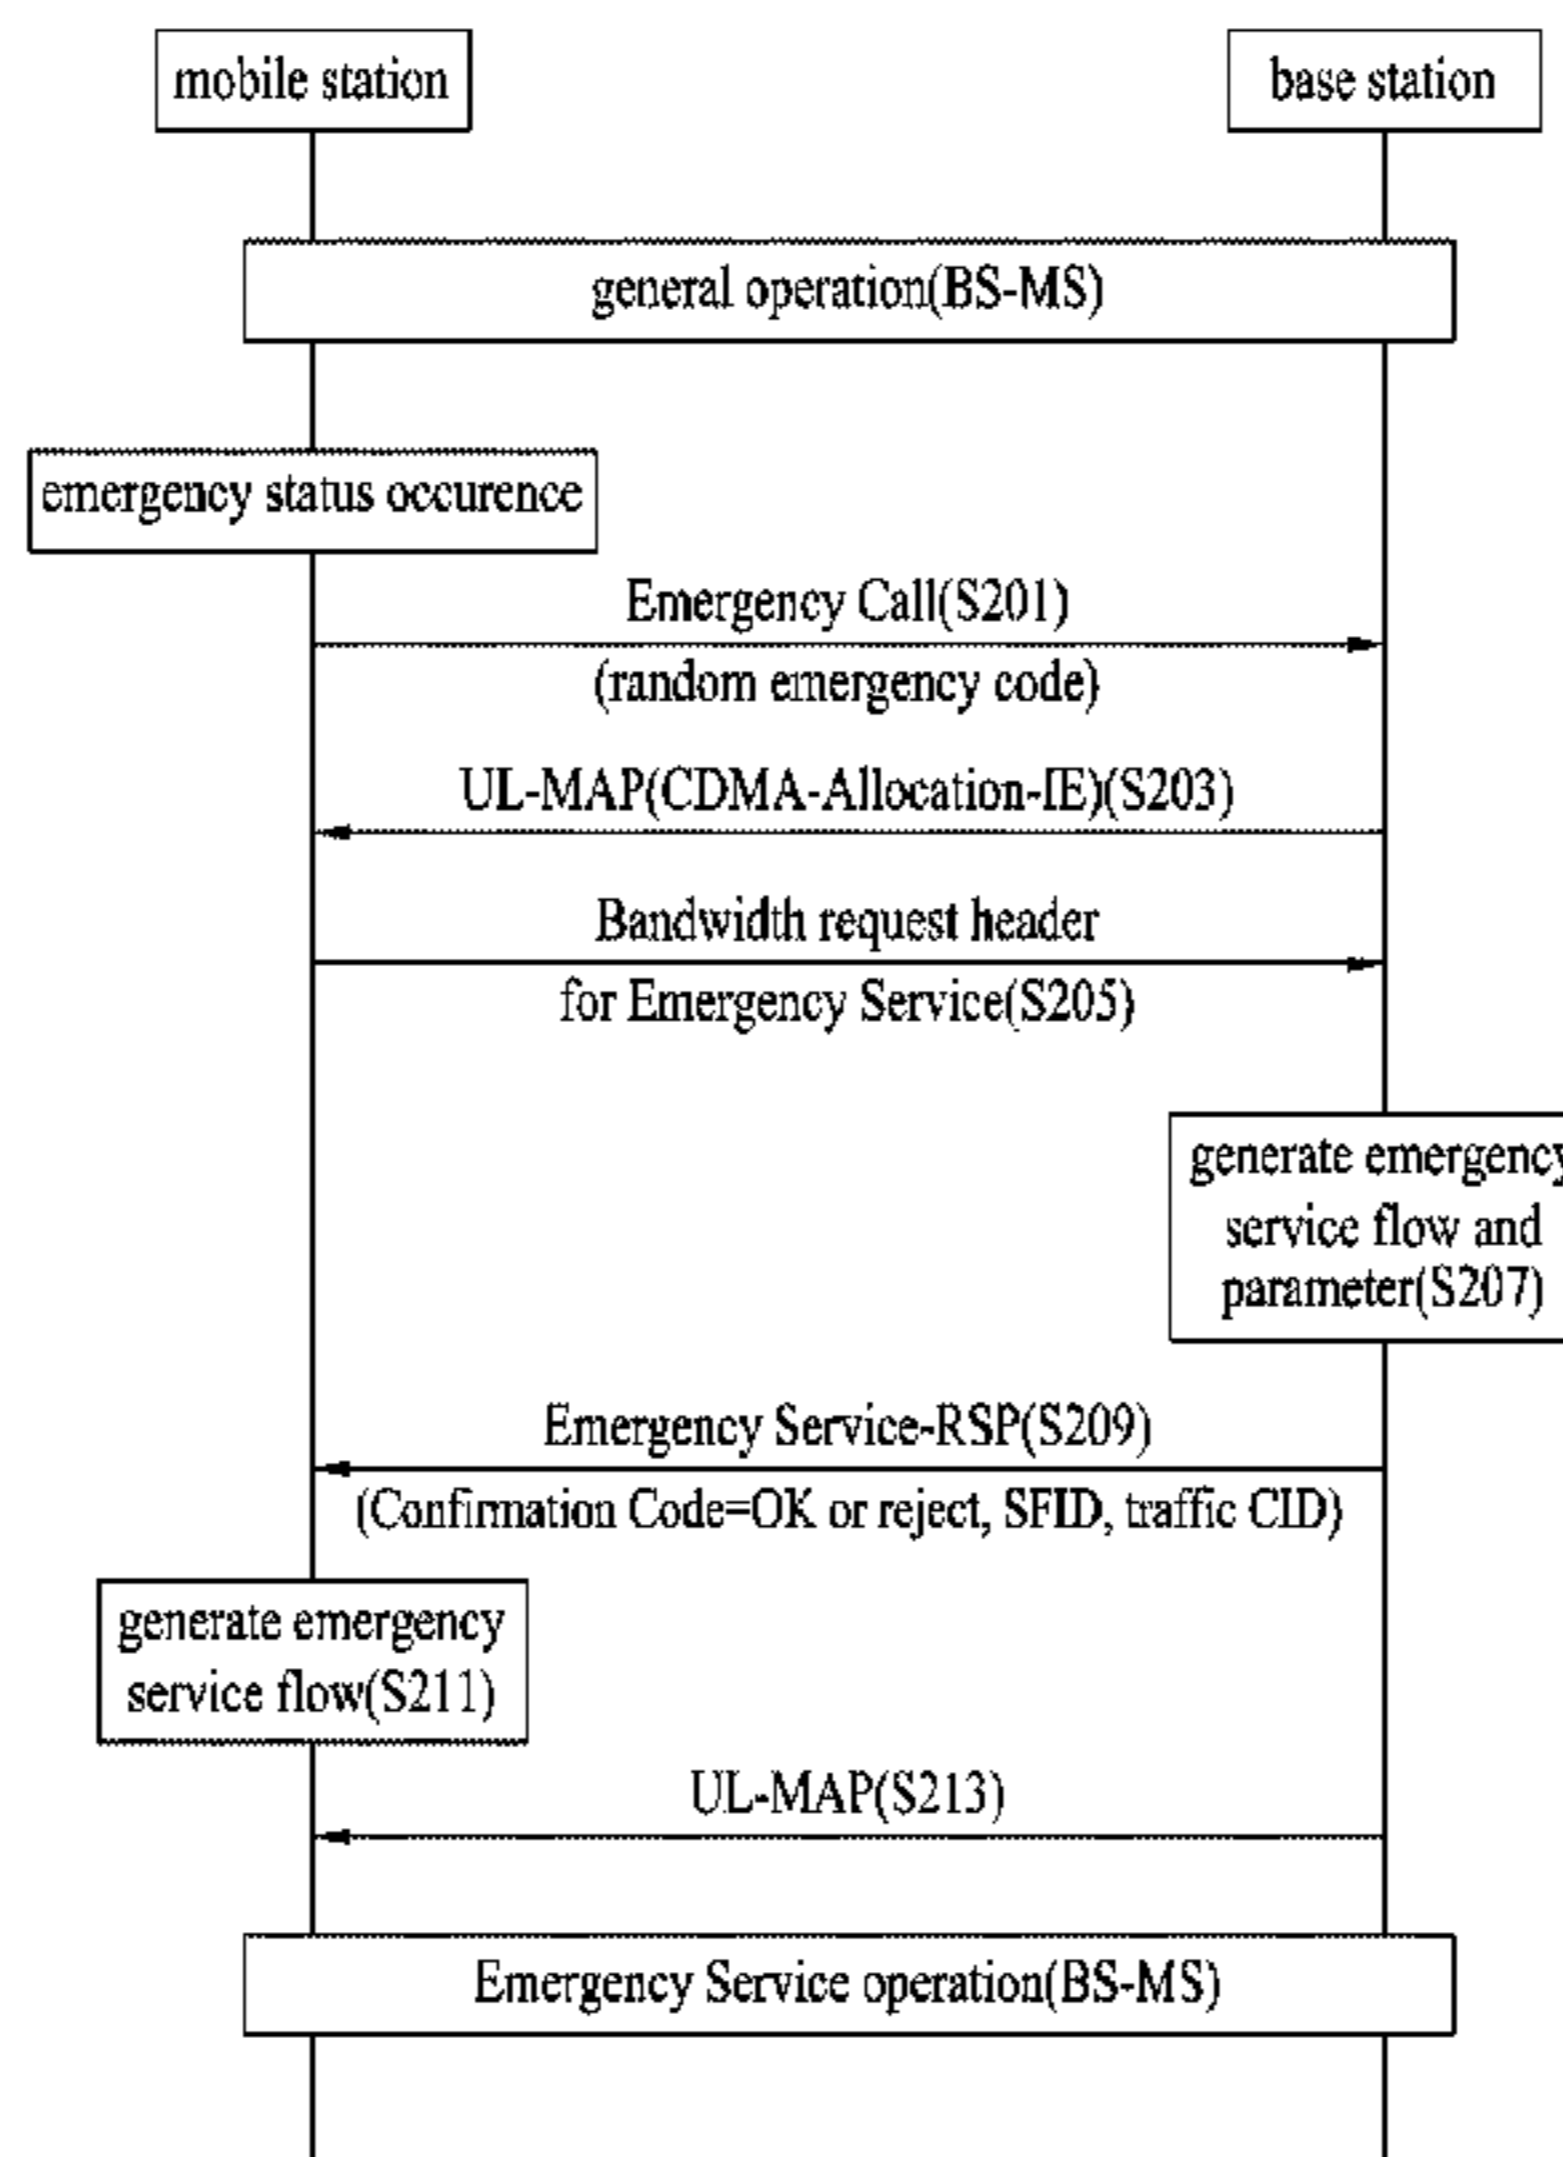 mobile station
base station
general operation(BS-MS)
emergency status occurence
Emergency Call(S201)
(random emergency code)
UL-MAP(CDMA-Allocation-IE)(S203)
Bandwidth request header
for Emergency Service(S205)
generate emergency
service flow and
parameter(S207)
Emergency Service-RSP(S209)
(Confirmation Code=OK or reject, SFID, traffic CID)
generate emergency
service flow(S211)
UL-MAP(S213)
Emergency Service operation(BS-MS)